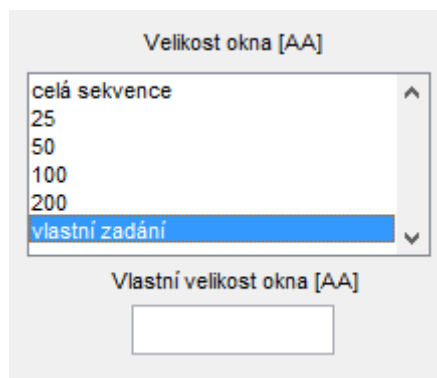 Velikost okna [AA]
celá sekvence
25
50
100
200
vlastní zadání
Vlastní velikost okna [AA]